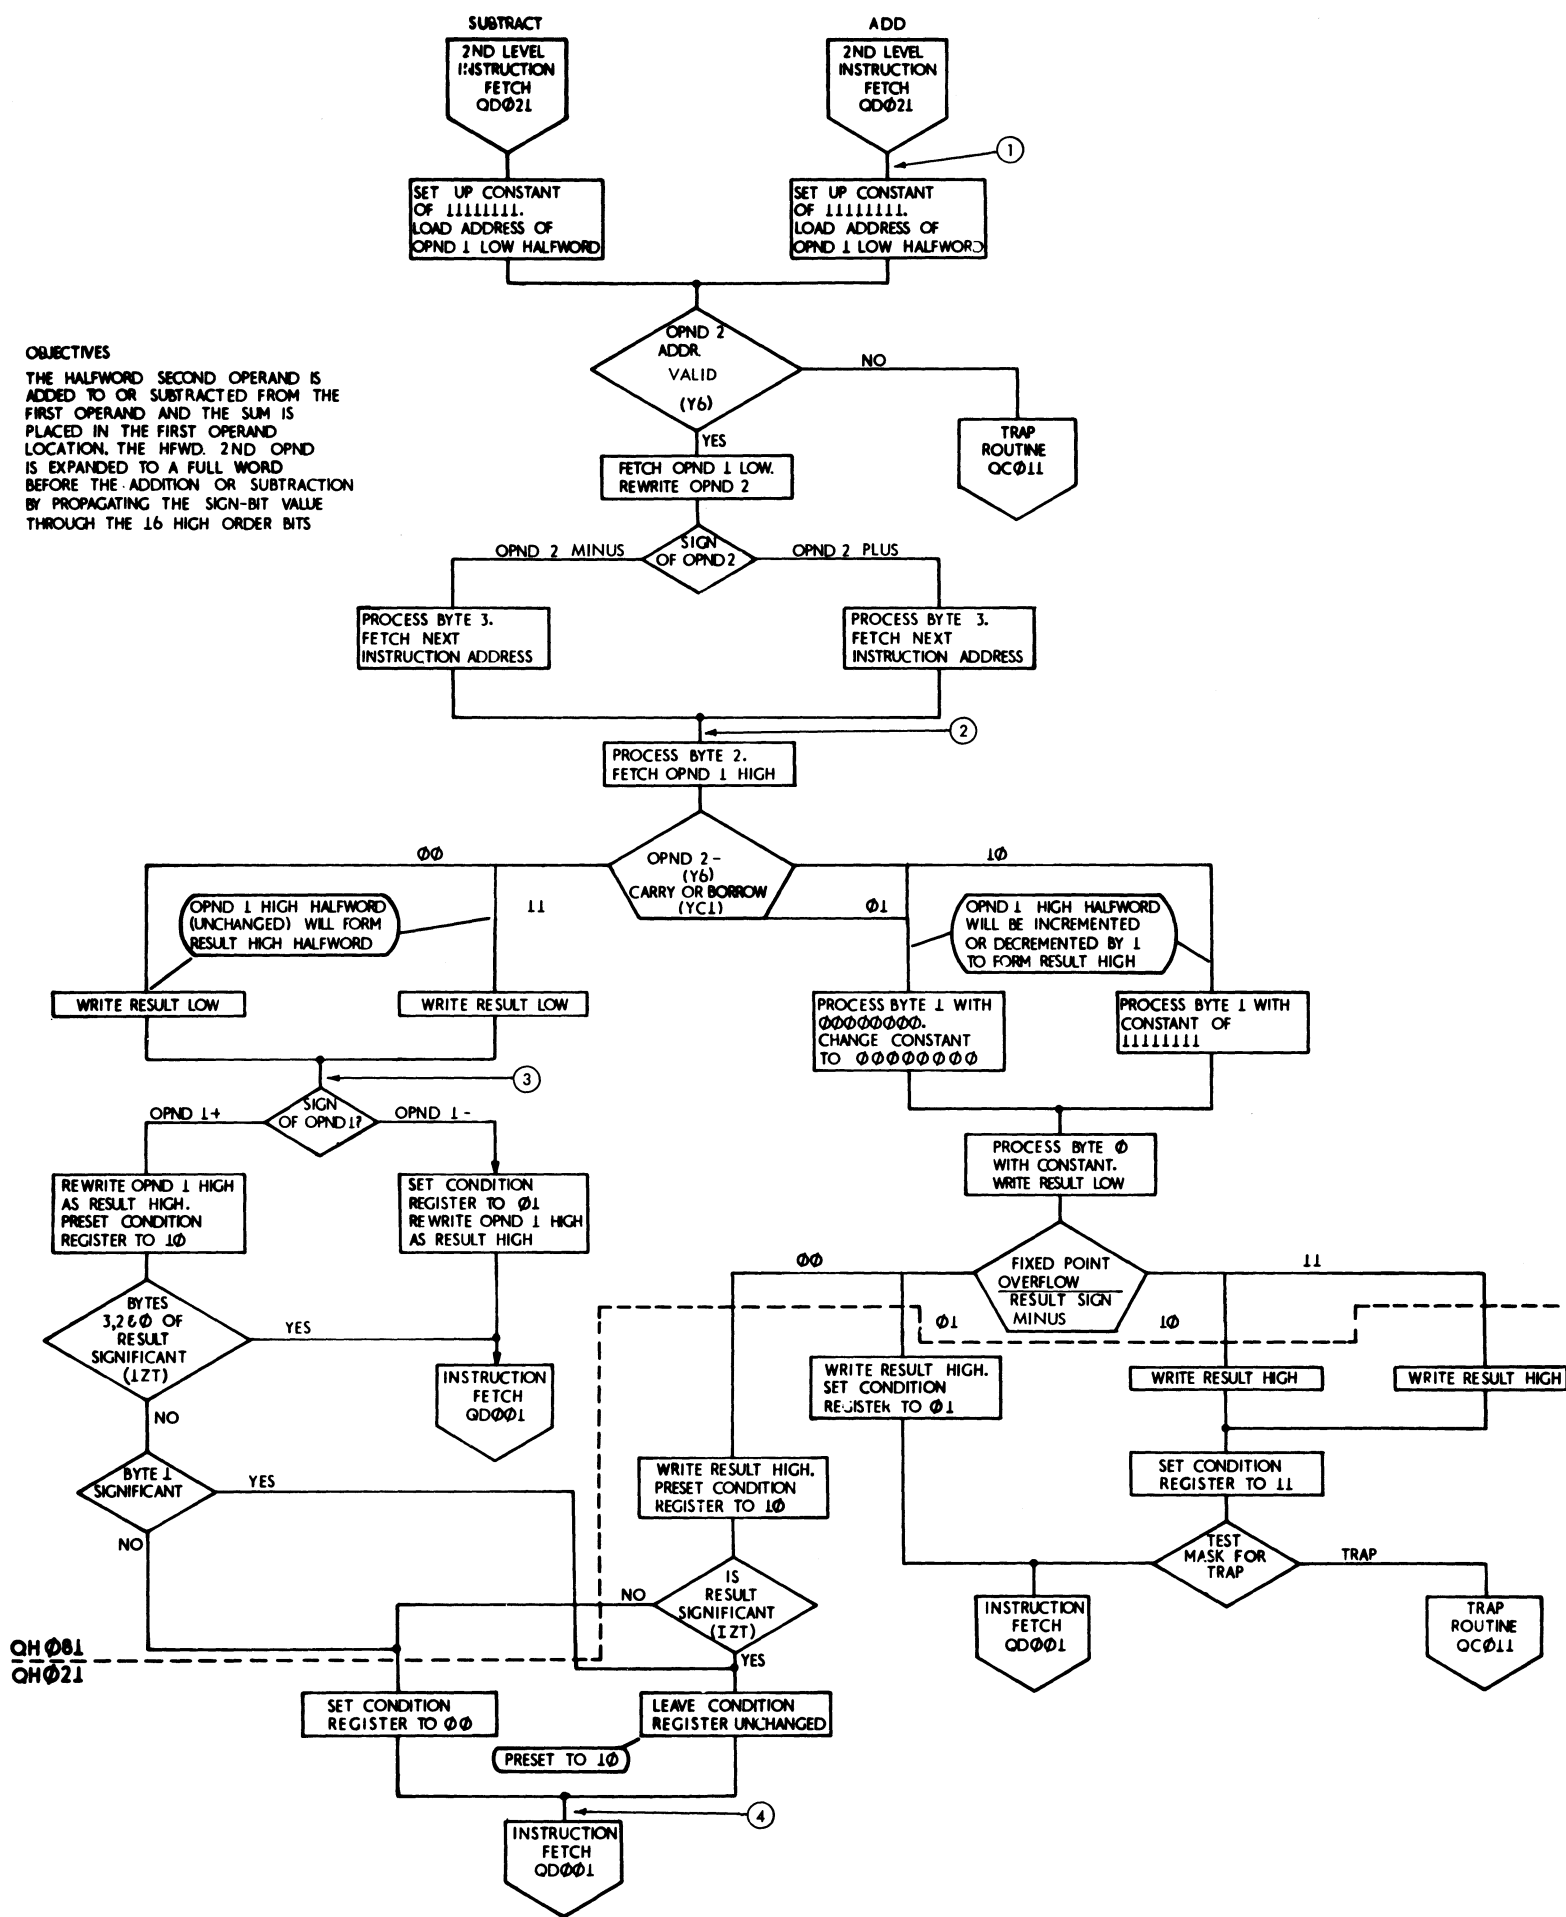 SUBTRACT
ADD
2ND LEVEL
INSTRUCTION
FETCH
QDØ21
2ND LEVEL
INSTRUCTION
FETCH
QDØ21
1
SET UP CONSTANT
OF 11111111.
LOAD ADDRESS OF
OPND 1 LOW HALFWORD
SET UP CONSTANT
OF 11111111.
LOAD ADDRESS OF
OPND 1 LOW HALFWORD
OBJECTIVES
THE HALFWORD SECOND OPERAND IS
ADDED TO OR SUBTRACTED FROM THE
FIRST OPERAND AND THE SUM IS
PLACED IN THE FIRST OPERAND
LOCATION. THE HFWD. 2ND OPND
IS EXPANDED TO A FULL WORD
BEFORE THE ADDITION OR SUBTRACTION
BY PROPAGATING THE SIGN-BIT VALUE
THROUGH THE 16 HIGH ORDER BITS
OPND 2
ADDR.
VALID
(Y6)
NO
YES
TRAP
ROUTINE
QCØ11
FETCH OPND 1 LOW.
REWRITE OPND 2
OPND 2 MINUS
SIGN
OF OPND2
OPND 2 PLUS
PROCESS BYTE 3.
FETCH NEXT
INSTRUCTION ADDRESS
PROCESS BYTE 3.
FETCH NEXT
INSTRUCTION ADDRESS
2
PROCESS BYTE 2.
FETCH OPND 1 HIGH
ØØ
OPND 2-
(Y6)
CARRY OR BORROW
(YC1)
1Ø
11
Ø1
OPND 1 HIGH HALFWORD
(UNCHANGED) WILL FORM
RESULT HIGH HALFWORD
OPND 1 HIGH HALFWORD
WILL BE INCREMENTED
OR DECREMENTED BY 1
TO FORM RESULT HIGH
WRITE RESULT LOW
WRITE RESULT LOW
PROCESS BYTE 1 WITH
ØØØØØØØØ.
CHANGE CONSTANT
TO ØØØØØØØØ
PROCESS BYTE 1 WITH
CONSTANT OF
11111111
3
OPND 1+
SIGN
OF OPND1?
OPND 1-
PROCESS BYTE Ø
WITH CONSTANT.
WRITE RESULT LOW
REWRITE OPND 1 HIGH
AS RESULT HIGH.
PRESET CONDITION
REGISTER TO 1Ø
SET CONDITION
REGISTER TO Ø1
REWRITE OPND 1 HIGH
AS RESULT HIGH
ØØ
FIXED POINT
OVERFLOW
RESULT SIGN
MINUS
11
Ø1
1Ø
BYTES
3,2&Ø OF
RESULT
SIGNIFICANT
(1ZT)
YES
NO
INSTRUCTION
FETCH
QDØØ1
WRITE RESULT HIGH.
SET CONDITION
REGISTER TO Ø1
WRITE RESULT HIGH
WRITE RESULT HIGH
BYTE 1
SIGNIFICANT
YES
NO
WRITE RESULT HIGH.
PRESET CONDITION
REGISTER TO 1Ø
SET CONDITION
REGISTER TO 11
TEST
MASK FOR
TRAP
TRAP
NO
IS
RESULT
SIGNIFICANT
(1ZT)
YES
INSTRUCTION
FETCH
QDØØ1
TRAP
ROUTINE
QCØ11
QHØ81
QHØ21
SET CONDITION
REGISTER TO ØØ
LEAVE CONDITION
REGISTER UNCHANGED
PRESET TO 1Ø
4
INSTRUCTION
FETCH
QDØØ1